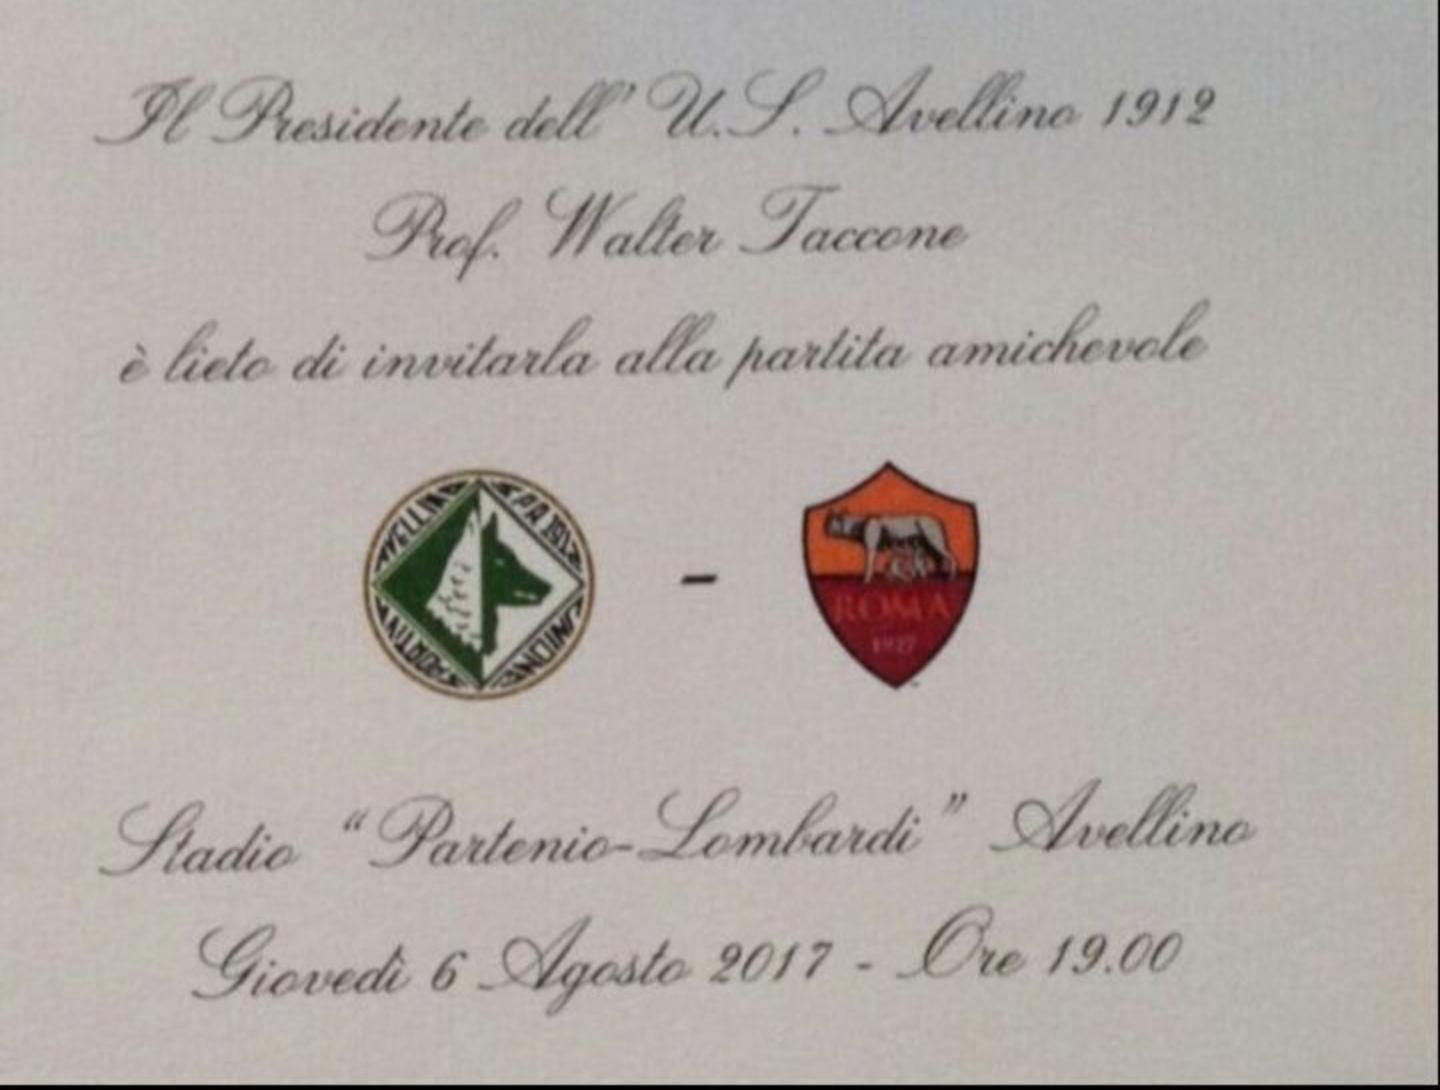 Il Presidente dell' U.S. Avellino 1912
Prof. Walter Taccone
è lieto di invitarla alla partita amichevole
-
ROMA
1927
Stadio "Partenio-Lombardi" Avellino
Giovedì 6 Agosto 2017 - Ore 19.00